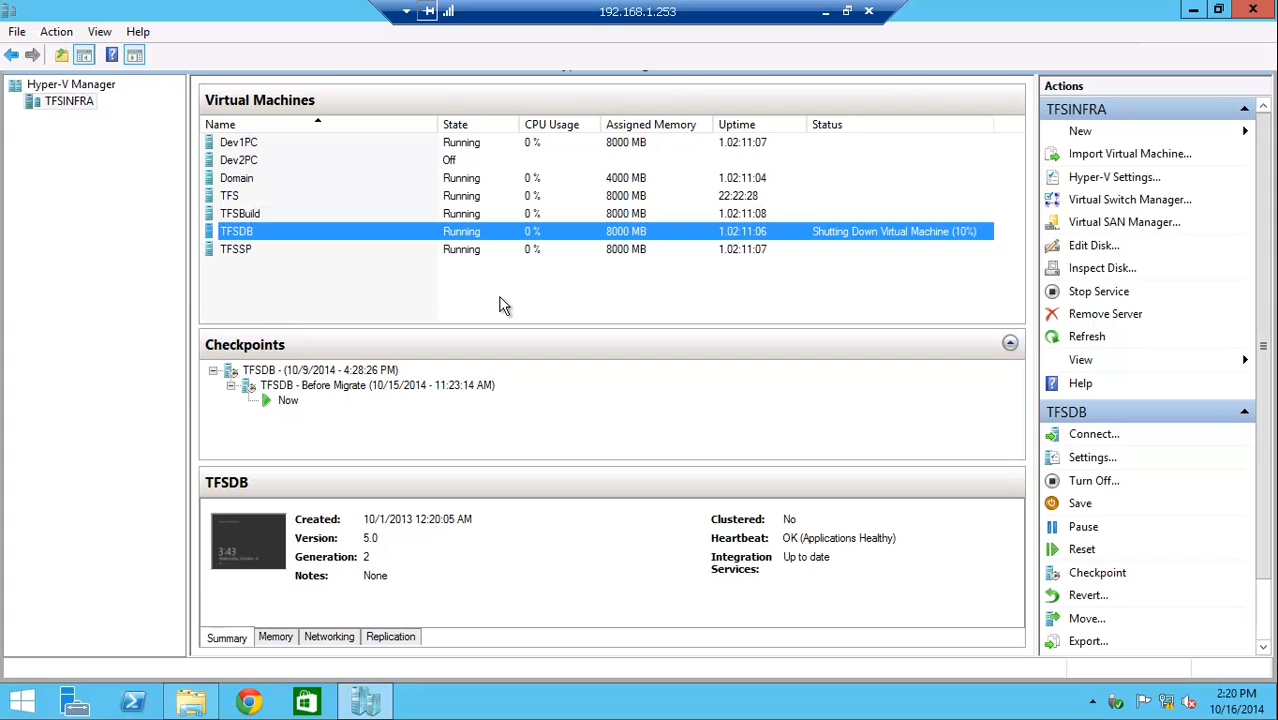 192.168.1.253
File Action View Help
Hyper-V Manager
TFSINFRA
Virtual Machines
Name State CPU Usage Assigned Memory Uptime Status
Dev1PC Running 0 % 8000 MB 1.02:11:07
Dev2PC Off
Domain Running 0 % 4000 MB 1.02:11:04
TFS Running 0 % 8000 MB 22:22:28
TFSBuild Running 0 % 8000 MB 1.02:11:08
TFSDB Running 0 % 8000 MB 1.02:11:06 Shutting Down Virtual Machine (10%)
TFSSP Running 0 % 8000 MB 1.02:11:07
Checkpoints
TFSDB - (10/9/2014 - 4:28:26 PM)
TFSDB - Before Migrate (10/15/2014 - 11:23:14 AM)
Now
TFSDB
3:43
Created: 10/1/2013 12:20:05 AM
Version: 5.0
Generation: 2
Notes: None
Clustered: No
Heartbeat: OK (Applications Healthy)
Integration Services: Up to date
Summary Memory Networking Replication
Actions
TFSINFRA
New
Import Virtual Machine...
Hyper-V Settings...
Virtual Switch Manager...
Virtual SAN Manager...
Edit Disk...
Inspect Disk...
Stop Service
Remove Server
Refresh
View
Help
TFSDB
Connect...
Settings...
Turn Off...
Save
Pause
Reset
Checkpoint
Revert...
Move...
Export...
2:20 PM
10/16/2014